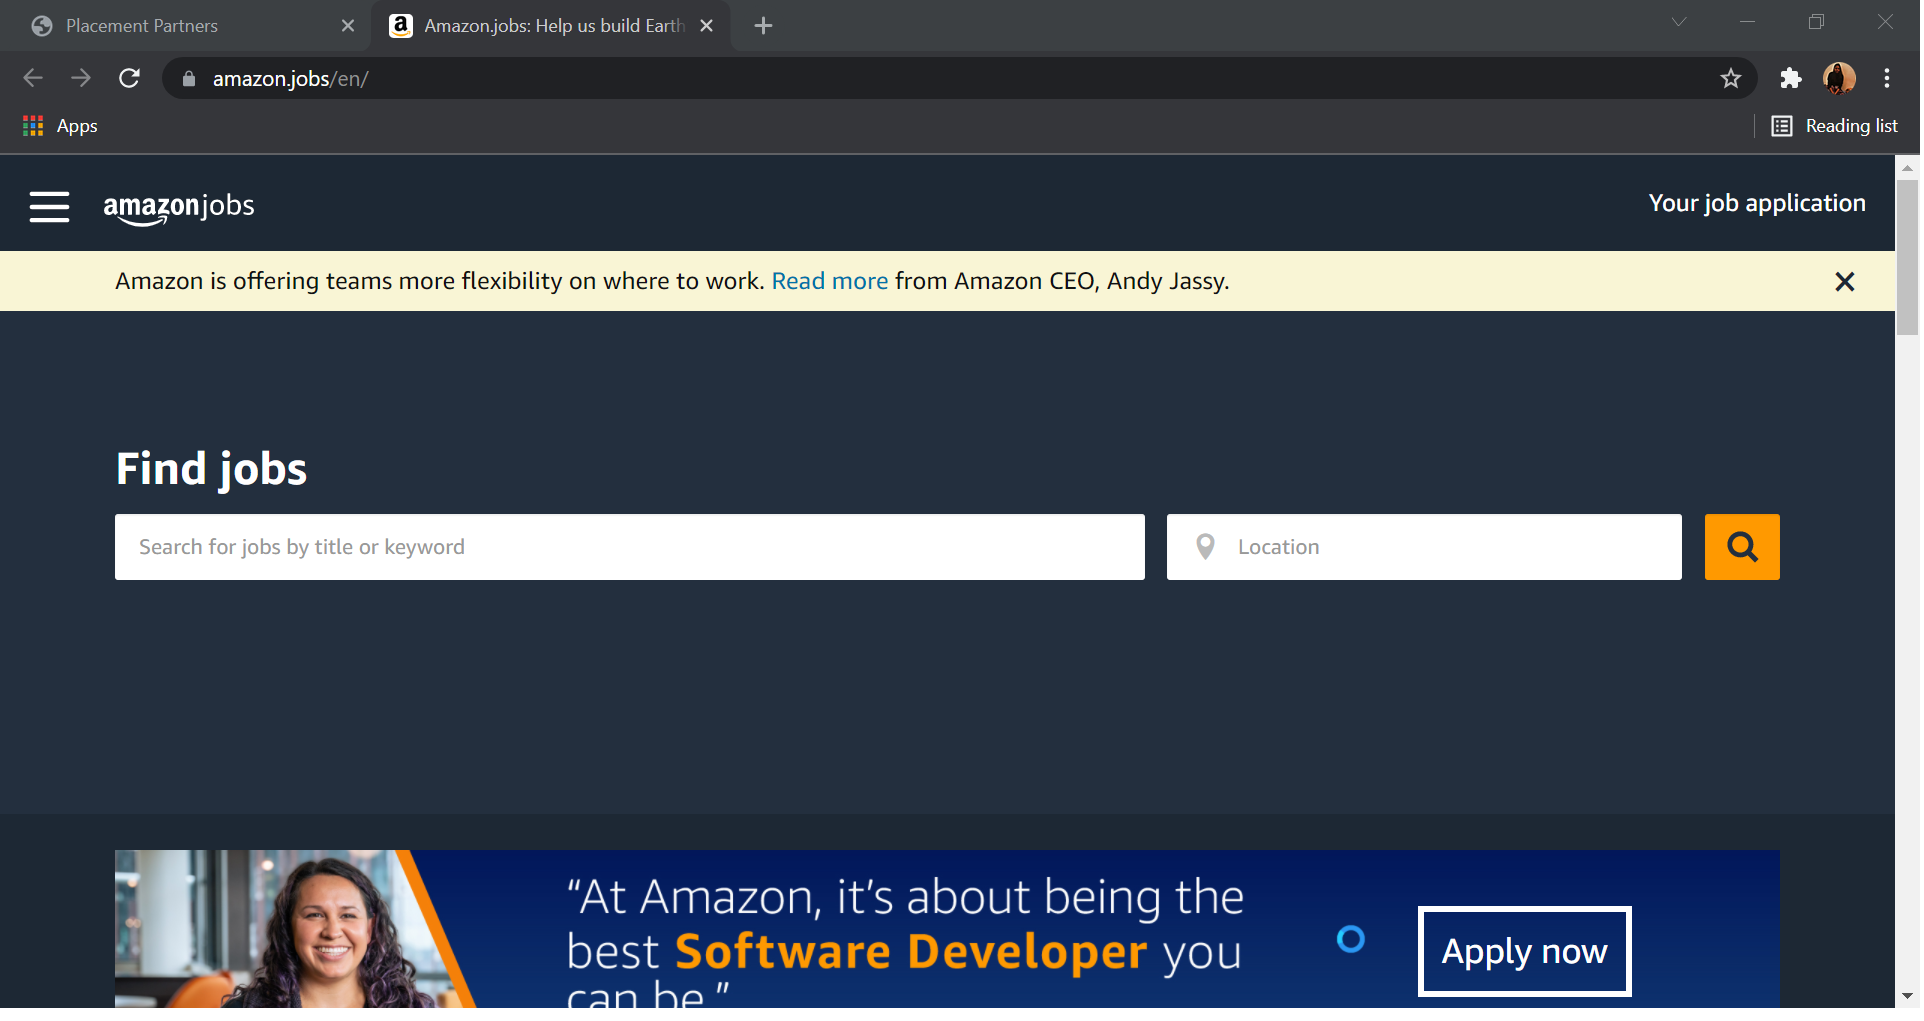 Placement Partners
Amazon.jobs: Help us build Earth
amazon.jobs/en/
Apps
Reading list
amazonjobs
Your job application
Amazon is offering teams more flexibility on where to work. Read more from Amazon CEO, Andy Jassy.
Find jobs
Search for jobs by title or keyword
Location
“At Amazon, it’s about being the
best Software Developer you
can be.”
Apply now